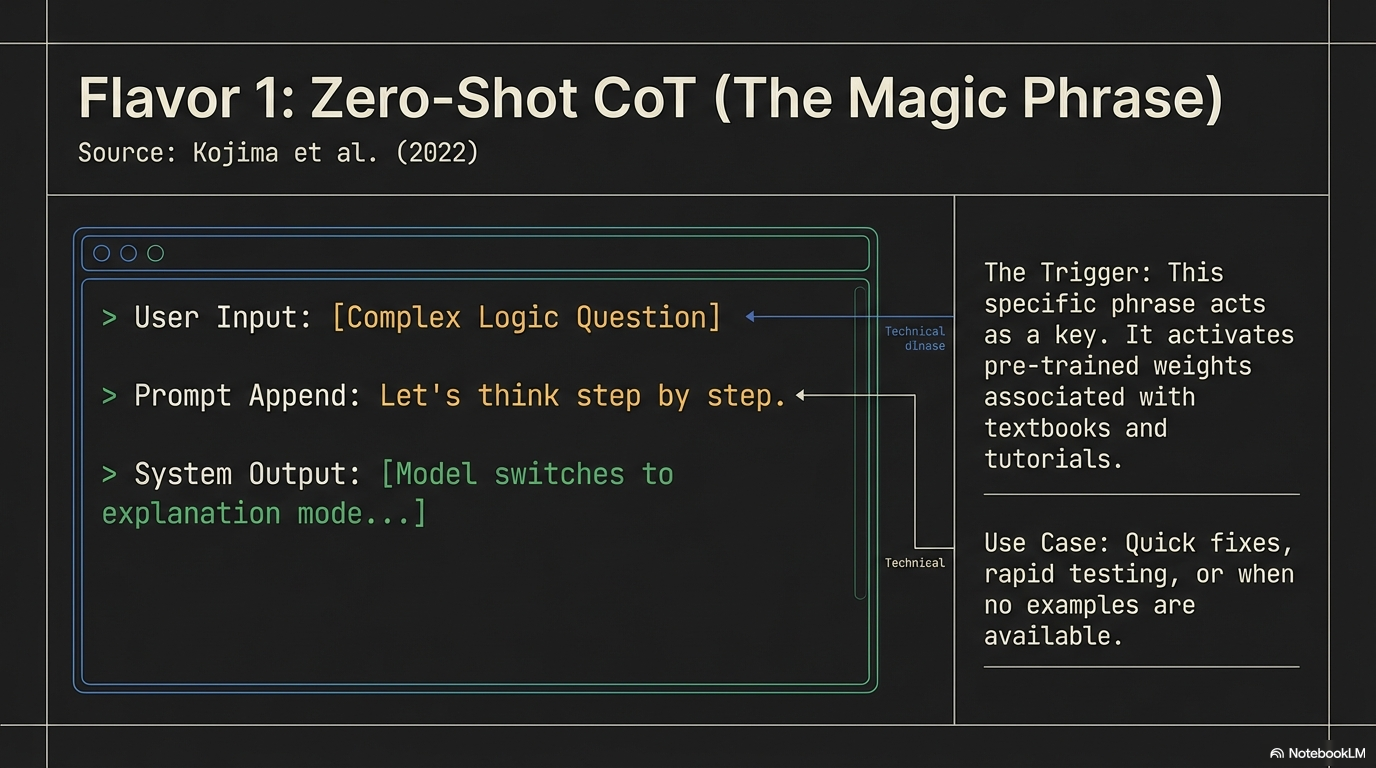 Flavor 1: Zero-Shot CoT (The Magic Phrase)
Source: Kojima et al. (2022)
> User Input: [Complex Logic Question]
> Prompt Append: Let's think step by step.
> System Output: [Model switches to
explanation mode...]
Technical
dlnase
Technical
The Trigger: This
specific phrase acts
as a key. It activates
pre-trained weights
associated with
textbooks and
tutorials.
Use Case: Quick fixes,
rapid testing, or when
no examples are
available.
NotebookLM